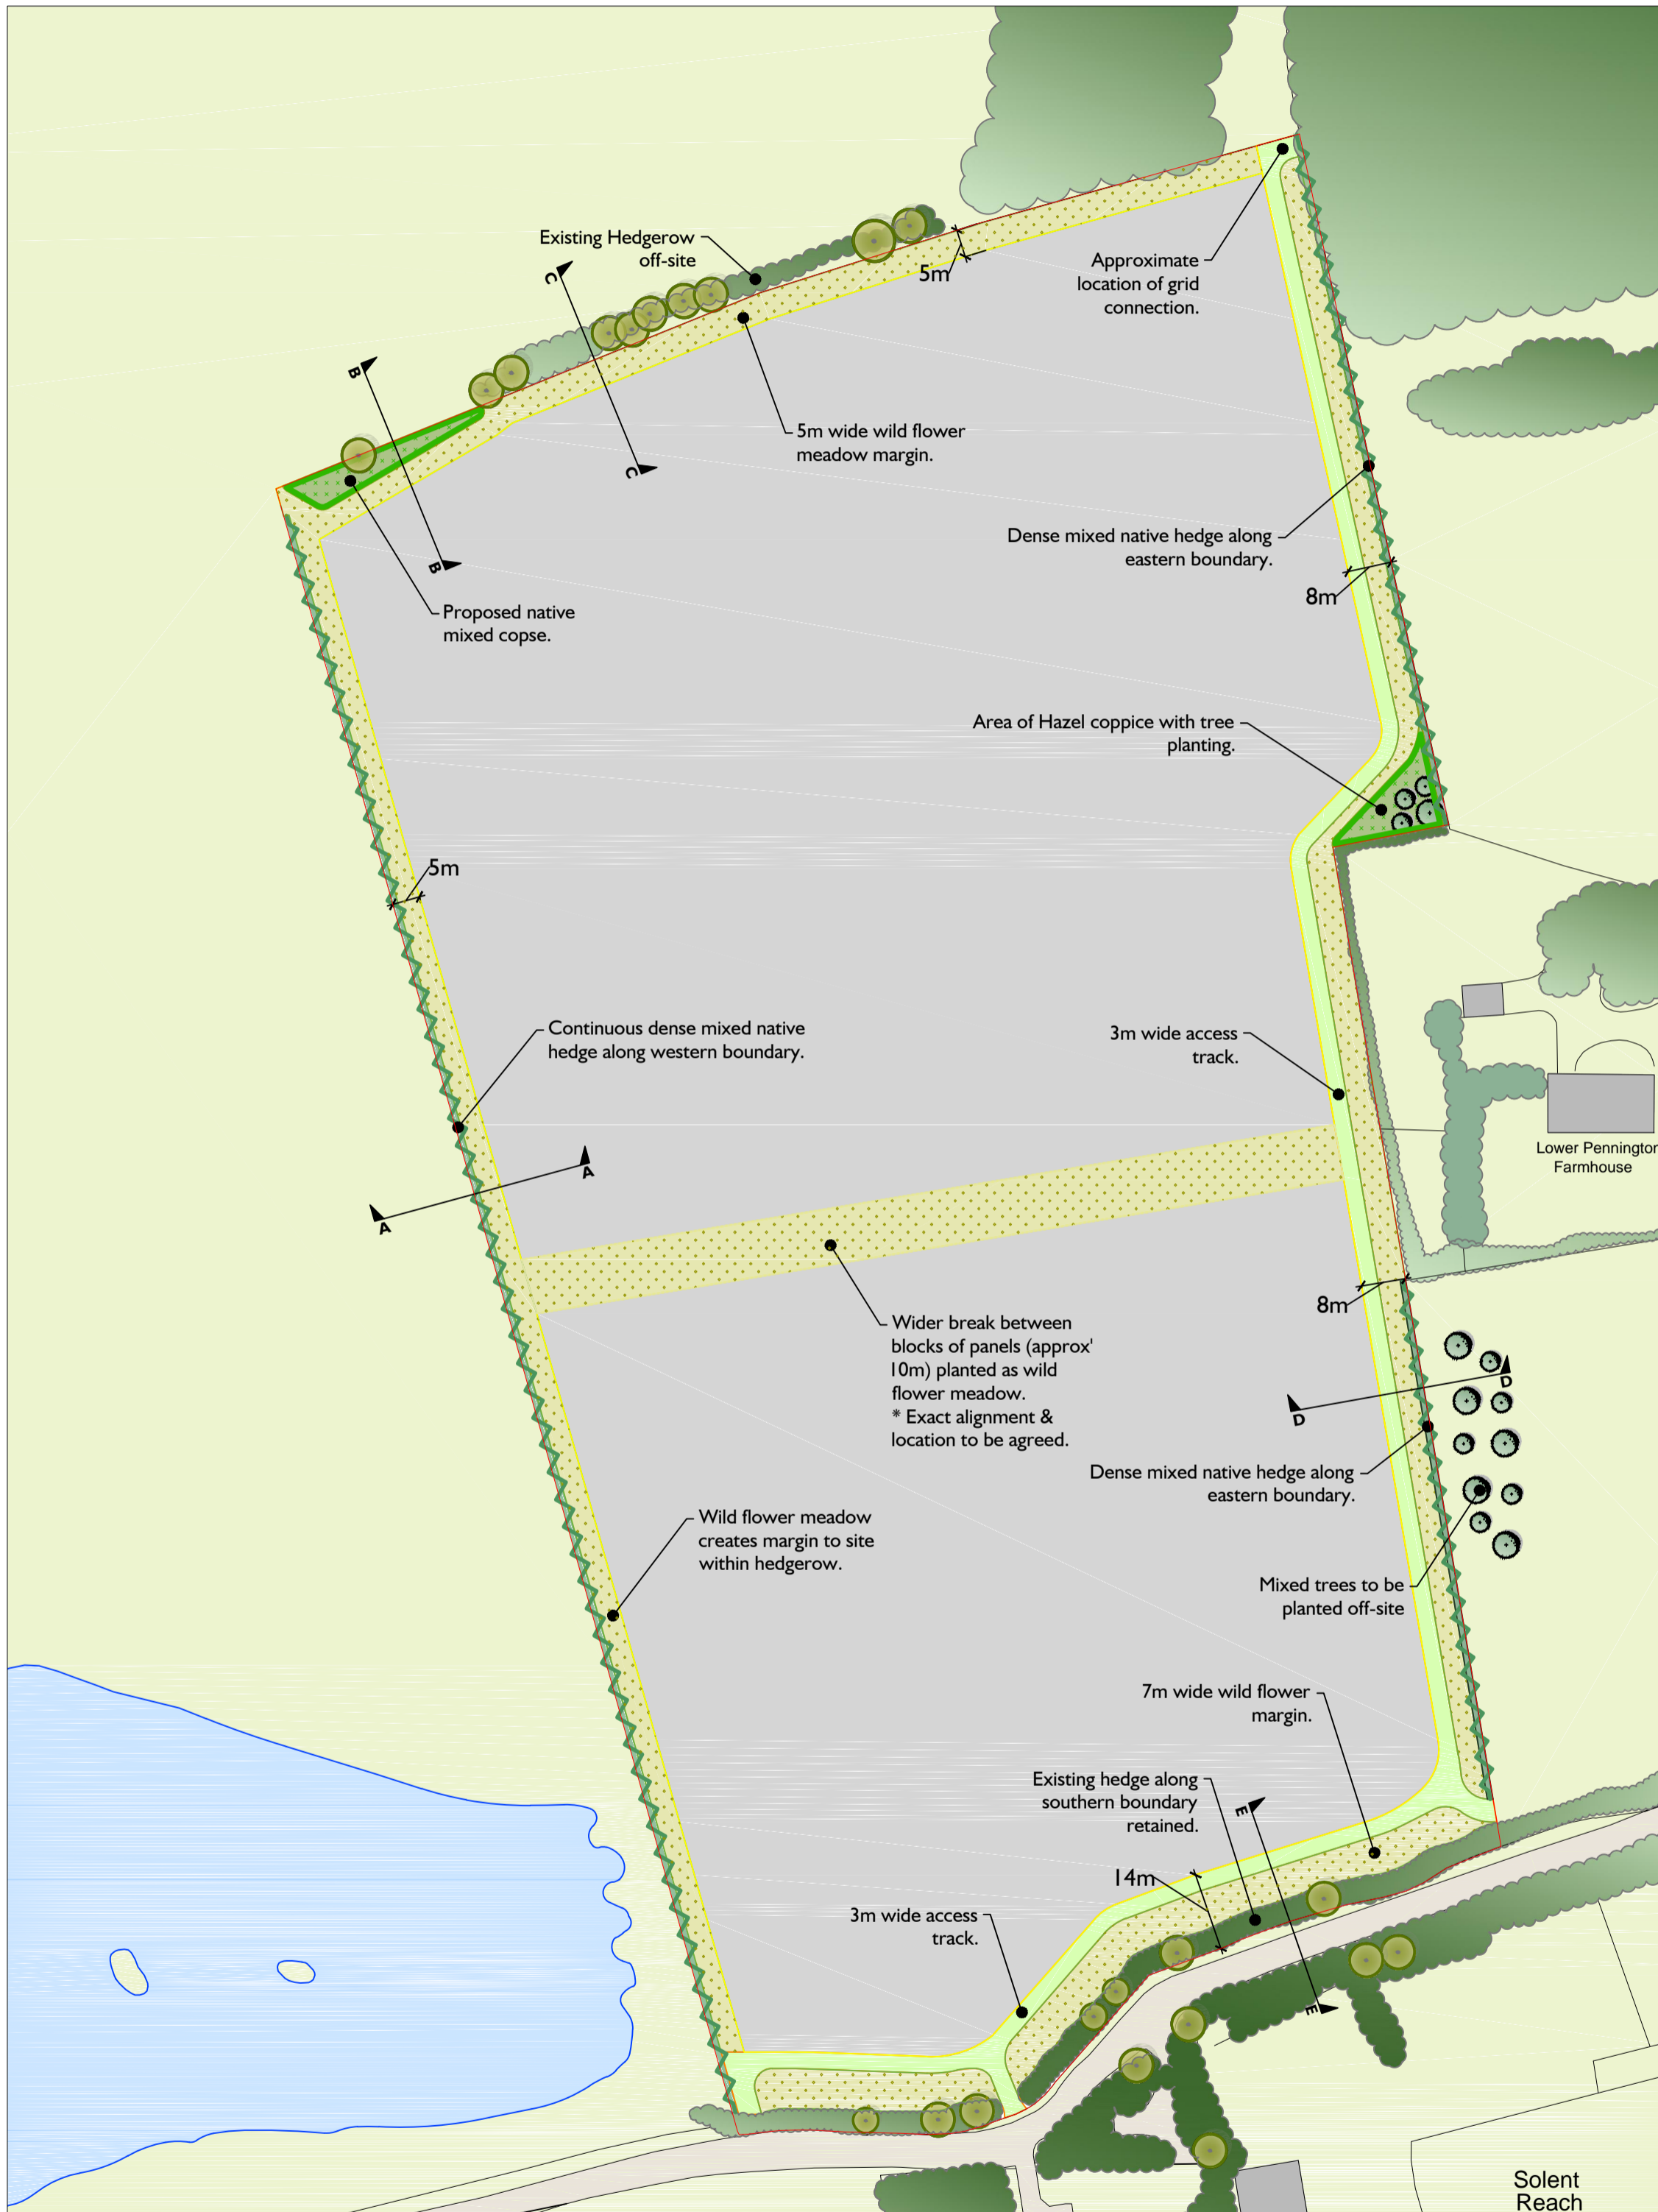 Existing Hedgerow
off-site
C
C
5m
Approximate
location of grid
connection.
B
B
5m wide wild flower
meadow margin.
Dense mixed native hedge along
eastern boundary.
8m
Proposed native
mixed copse.
Area of Hazel coppice with tree
planting.
5m
Continuous dense mixed native
hedge along western boundary.
3m wide access
track.
Lower Pennington
Farmhouse
A
A
Wider break between
blocks of panels (approx'
10m) planted as wild
flower meadow.
* Exact alignment &
location to be agreed.
8m
D
D
Dense mixed native hedge along
eastern boundary.
Wild flower meadow
creates margin to site
within hedgerow.
Mixed trees to be
planted off-site
7m wide wild flower
margin.
Existing hedge along
southern boundary
retained.
E
E
14m
3m wide access
track.
Solent
Reach